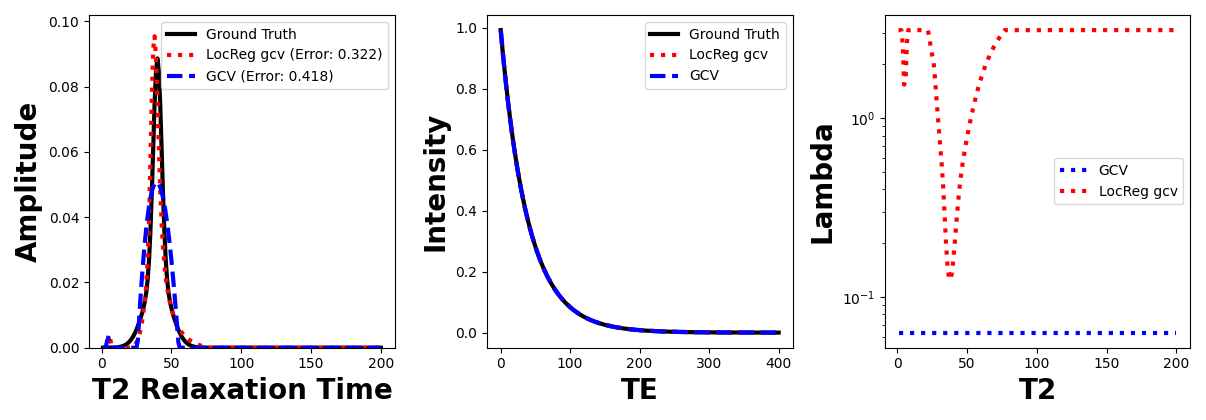 Amplitude
0.10
0.08
0.06
0.04
0.02
0.00
0
50
100
150
200
T2 Relaxation Time
Ground Truth
LocReg gcv (Error: 0.322)
GCV (Error: 0.418)
Intensity
1.0
0.8
0.6
0.4
0.2
0.0
0
100
200
300
400
TE
Ground Truth
LocReg gcv
GCV
Lambda
10⁰
10⁻¹
0
50
100
150
200
T2
GCV
LocReg gcv